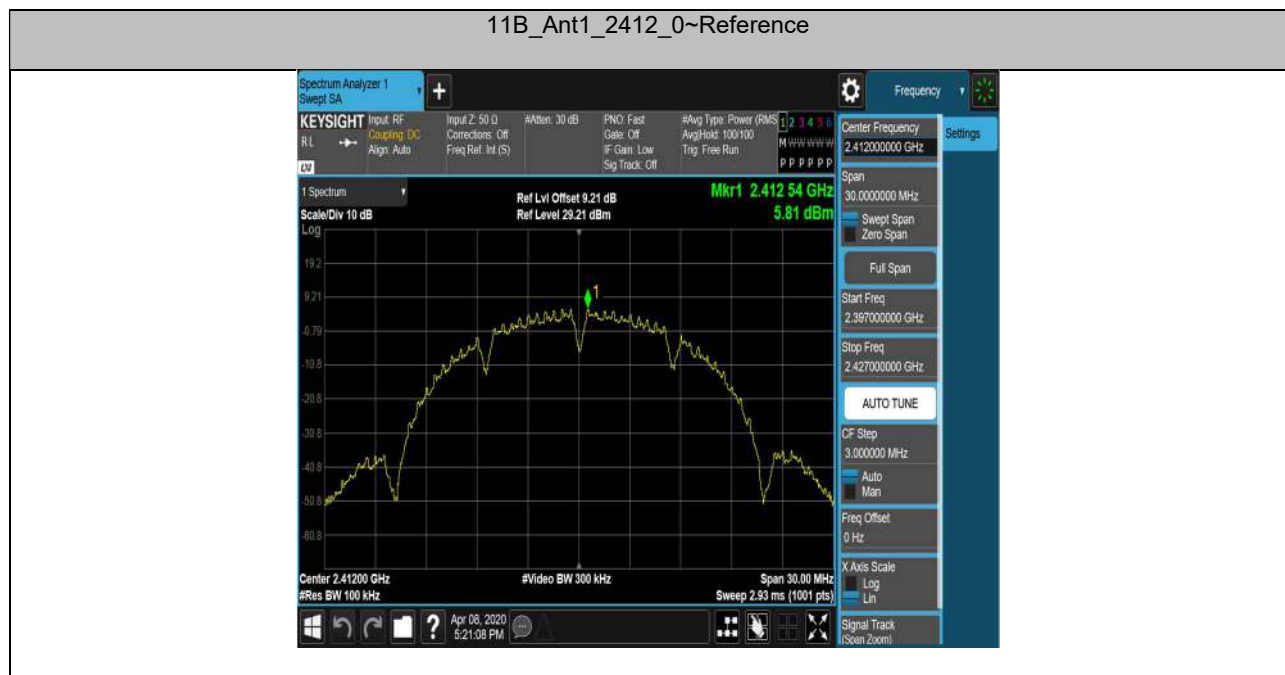 11B_Ant1_2412_0~Reference
Spectrum Analyzer 1
Swept SA
+
Frequency
KEYSIGHT
R L
Input: RF
Coupling: DC
Align: Auto
Input Z: 50 Ω
Corrections: Off
Freq Ref: Int (S)
#Atten: 30 dB
PNO: Fast
Gate: Off
IF Gain: Low
Sig Track: Off
#Avg Type: Power (RMS
Avg|Hold: 100/100
Trig: Free Run
1 2 3 4 5 6
M W W W W W
P P P P P P
Center Frequency
2.412000000 GHz
Settings
Span
30.0000000 MHz
Swept Span
Zero Span
Full Span
Start Freq
2.397000000 GHz
Stop Freq
2.427000000 GHz
AUTO TUNE
CF Step
3.000000 MHz
Auto
Man
Freq Offset
0 Hz
X Axis Scale
Log
Lin
Signal Track
(Span Zoom)
1 Spectrum
Scale/Div 10 dB
Log
Ref Lvl Offset 9.21 dB
Ref Level 29.21 dBm
Mkr1 2.412 54 GHz
5.81 dBm
19.2
9.21
-0.79
-10.8
-20.8
-30.8
-40.8
-50.8
-60.8
1
Center 2.41200 GHz
#Video BW 300 kHz
Span 30.00 MHz
#Res BW 100 kHz
Sweep 2.93 ms (1001 pts)
?
Apr 08, 2020
5:21:08 PM